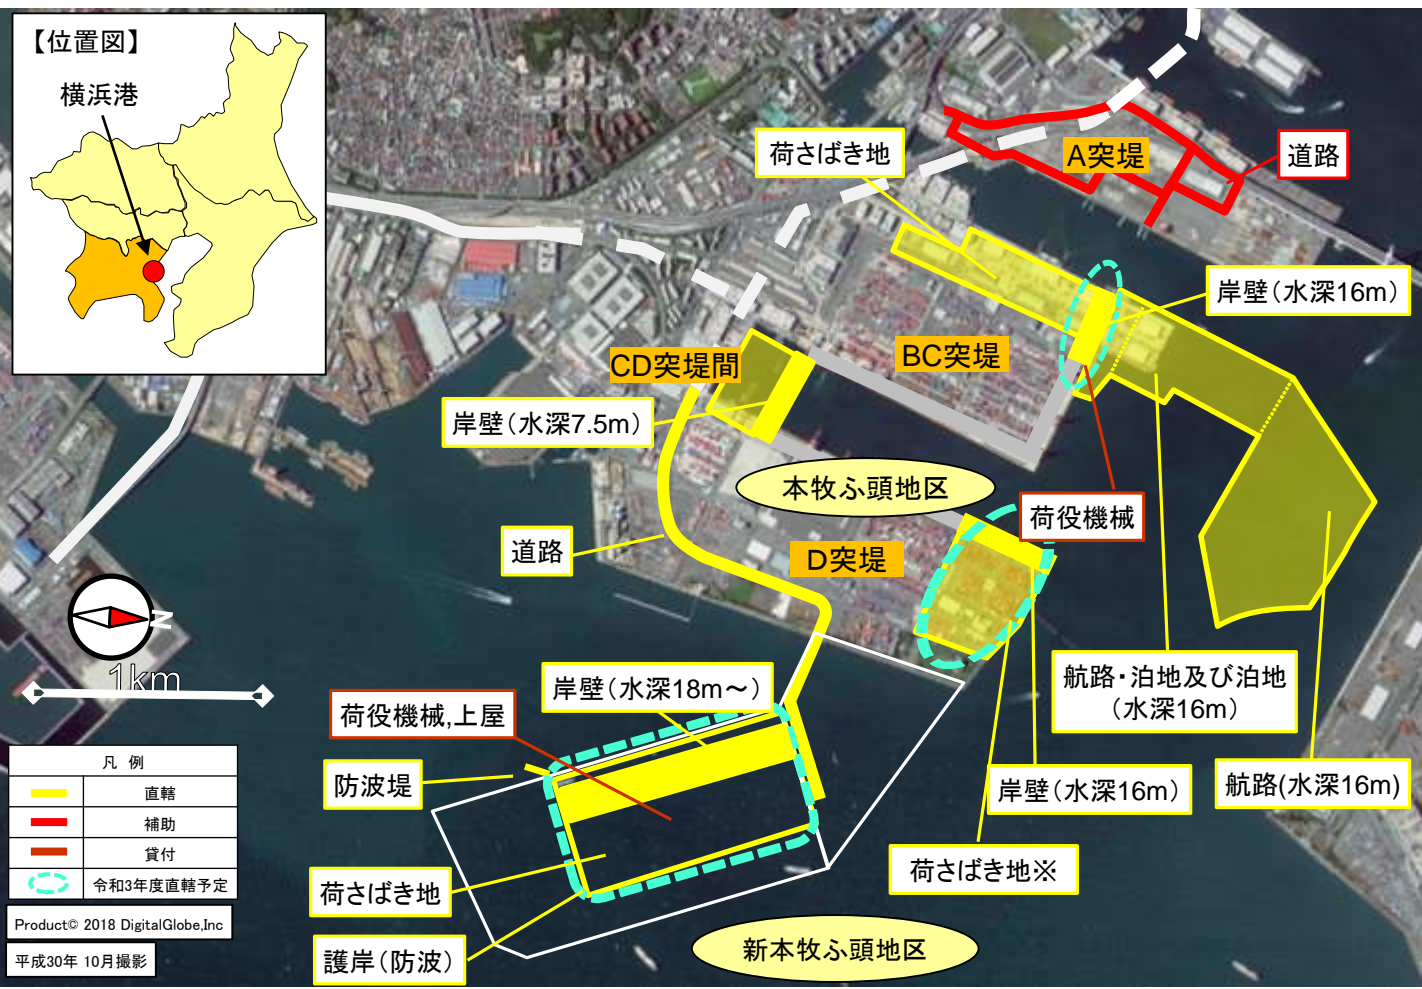 【位置図】
横浜港
荷さばき地
A突堤
道路
岸壁(水深16m)
BC突堤
CD突堤間
岸壁(水深7.5m)
本牧ふ頭地区
荷役機械
道路
D突堤
N
1km
岸壁(水深18m～)
荷役機械,上屋
航路・泊地及び泊地
(水深16m)
防波堤
岸壁(水深16m)
航路(水深16m)
荷さばき地※
荷さばき地
護岸(防波)
新本牧ふ頭地区
凡 例
直轄
補助
貸付
令和3年度直轄予定
Product© 2018 DigitalGlobe,Inc
平成30年 10月撮影